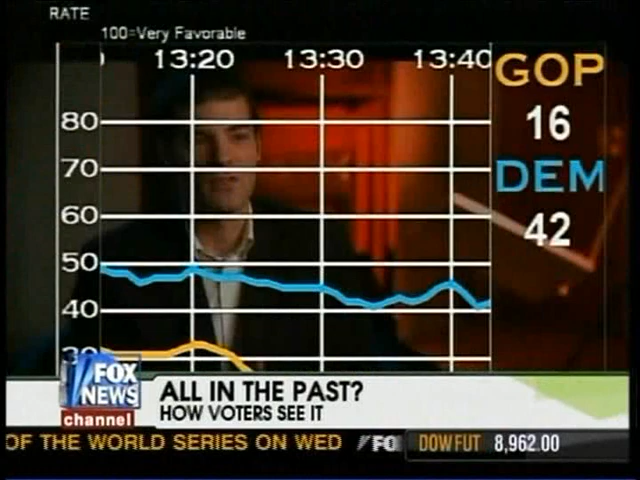 RATE
100=Very Favorable
13:20 13:30 13:40
GOP
16
DEM
42
80
70
60
50
40
30
FOX
NEWS
channel
ALL IN THE PAST?
HOW VOTERS SEE IT
OF THE WORLD SERIES ON WED FO DOW FUT 8,962.00